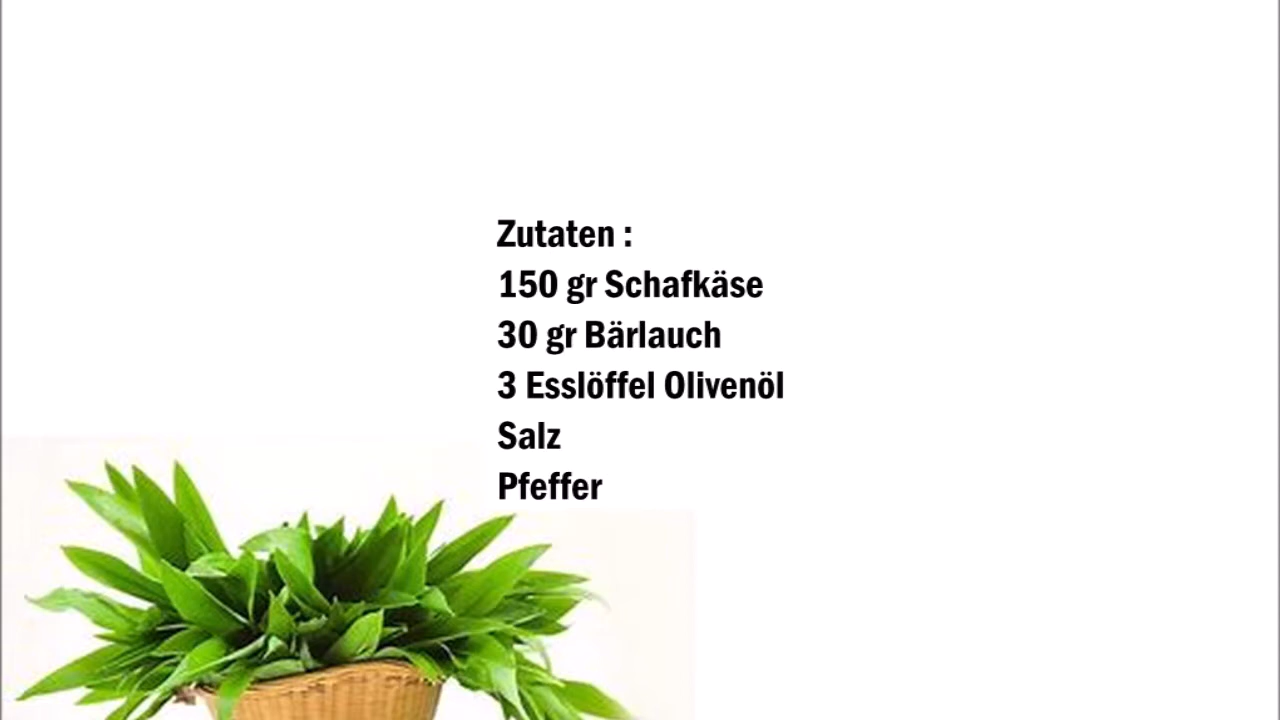 Zutaten :
150 gr Schafkäse
30 gr Bärlauch
3 Esslöffel Olivenöl
Salz
Pfeffer